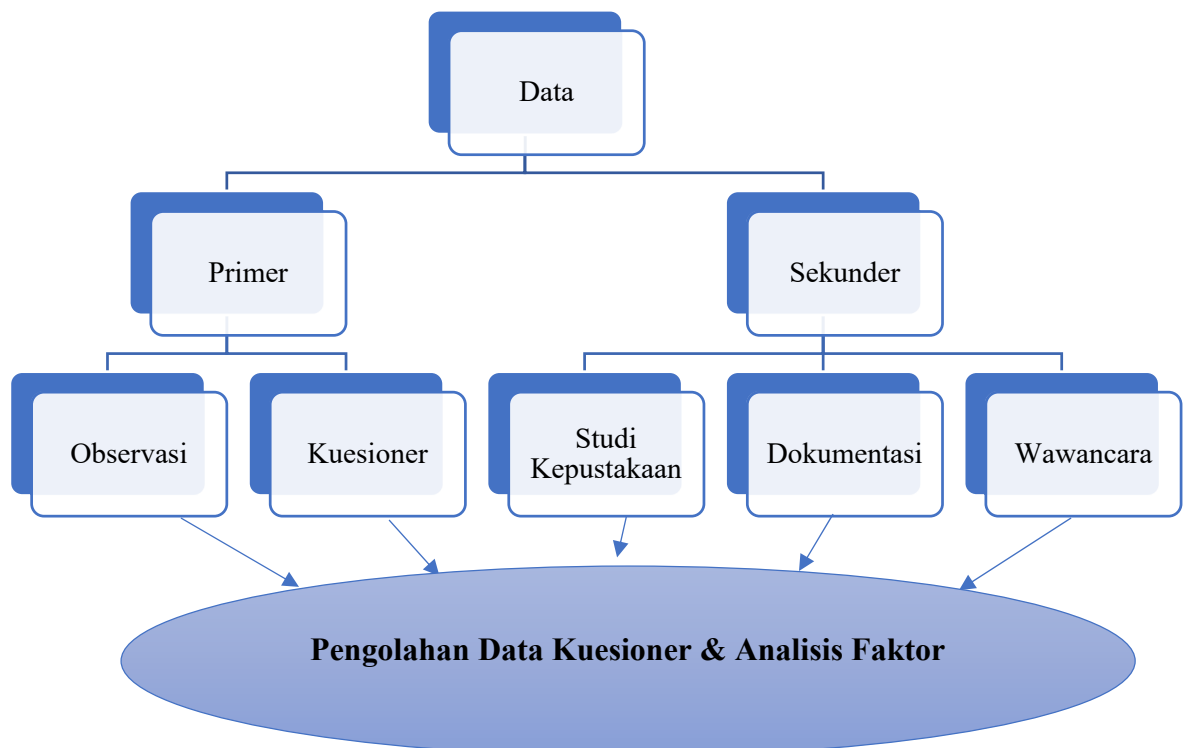 Data
Primer
Sekunder
Observasi
Kuesioner
Studi
Kepustakaan
Dokumentasi
Wawancara
Pengolahan Data Kuesioner & Analisis Faktor